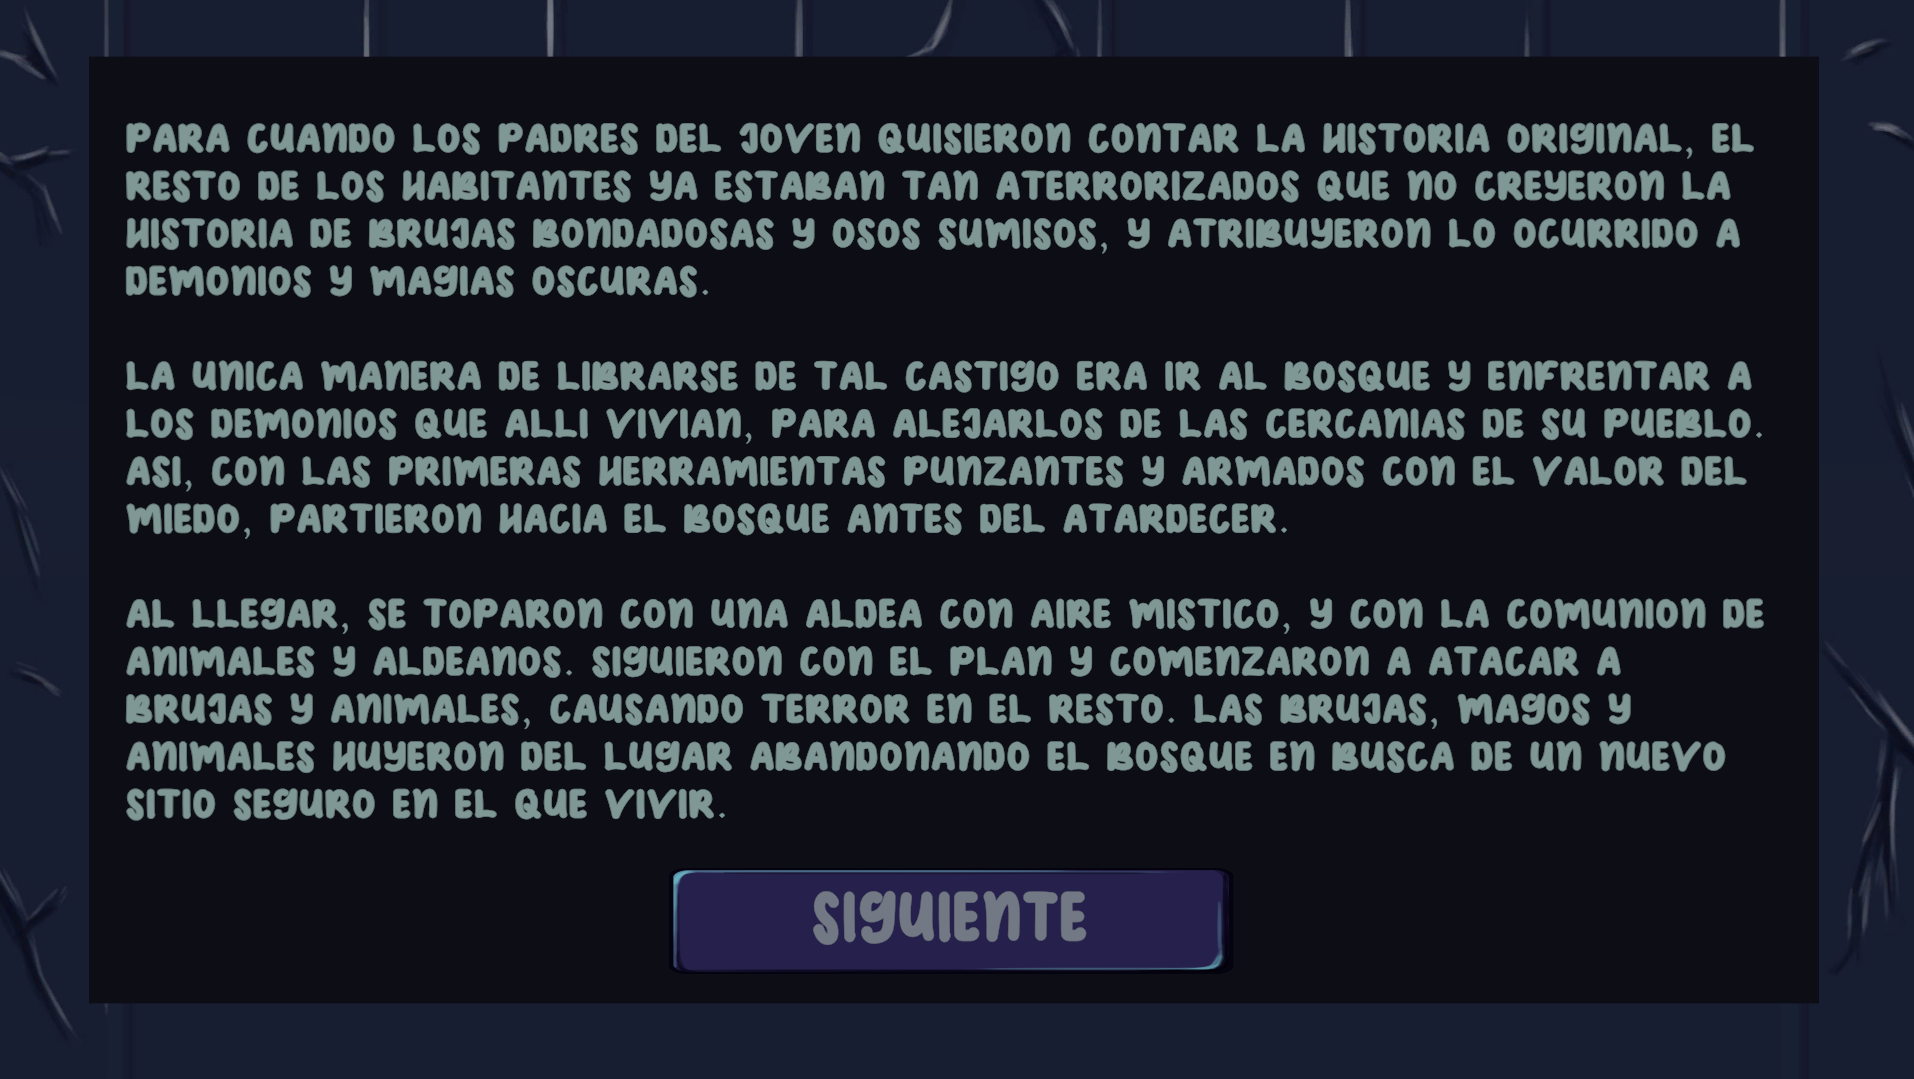 PARA CUANDO LOS PADRES DEL JOVEN QUISIERON CONTAR LA HISTORIA ORIGINAL, EL
RESTO DE LOS HABITANTES YA ESTABAN TAN ATERRORIZADOS QUE NO CREYERON LA
HISTORIA DE BRUJAS BONDADOSAS Y OSOS SUMISOS, Y ATRIBUYERON LO OCURRIDO A
DEMONIOS Y MAGIAS OSCURAS.
LA UNICA MANERA DE LIBRARSE DE TAL CASTIGO ERA IR AL BOSQUE Y ENFRENTAR A
LOS DEMONIOS QUE ALLI VIVIAN, PARA ALEJARLOS DE LAS CERCANIAS DE SU PUEBLO.
ASI, CON LAS PRIMERAS HERRAMIENTAS PUNZANTES Y ARMADOS CON EL VALOR DEL
MIEDO, PARTIERON HACIA EL BOSQUE ANTES DEL ATARDECER.
AL LLEGAR, SE TOPARON CON UNA ALDEA CON AIRE MISTICO, Y CON LA COMUNION DE
ANIMALES Y ALDEANOS. SIGUIERON CON EL PLAN Y COMENZARON A ATACAR A
BRUJAS Y ANIMALES, CAUSANDO TERROR EN EL RESTO. LAS BRUJAS, MAGOS Y
ANIMALES HUYERON DEL LUGAR ABANDONANDO EL BOSQUE EN BUSCA DE UN NUEVO
SITIO SEGURO EN EL QUE VIVIR.
SIGUIENTE